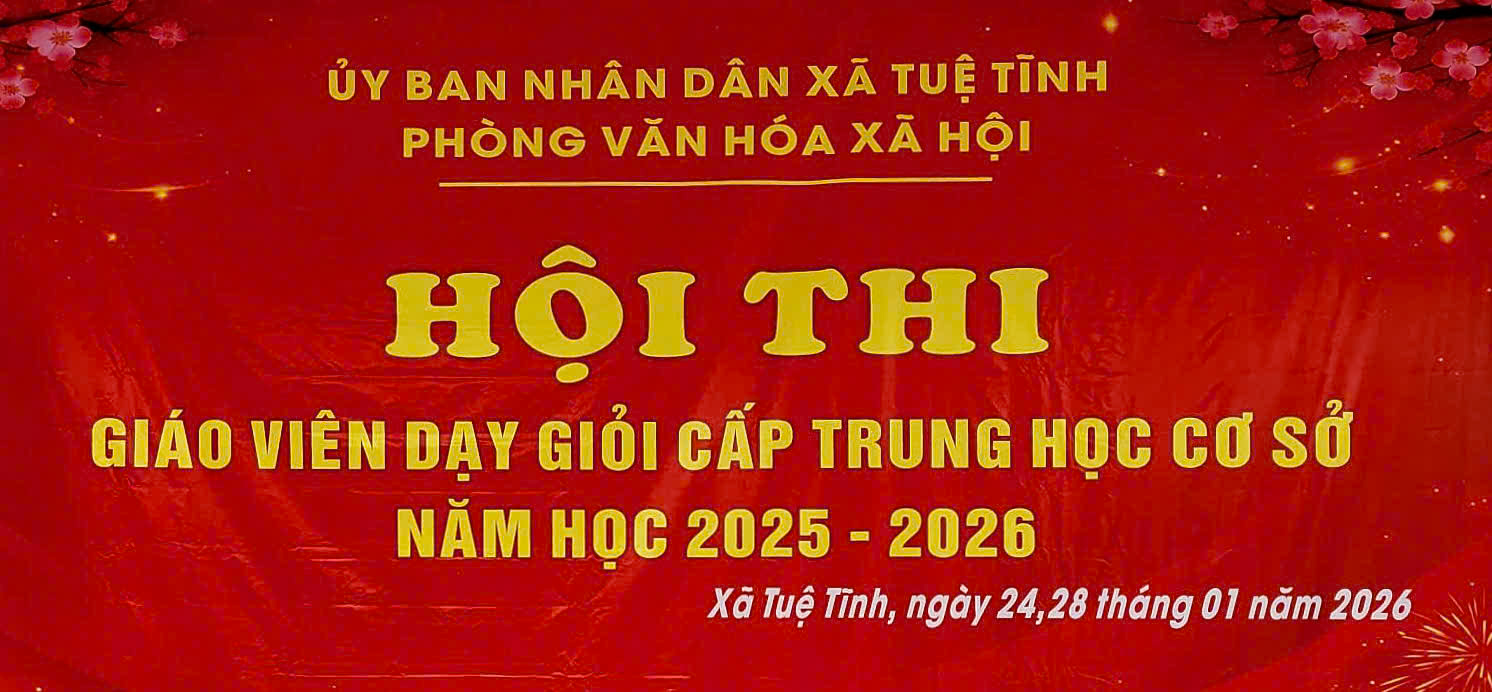 ỦY BAN NHÂN DÂN XÃ TUỆ TĨNH
PHÒNG VĂN HÓA XÃ HỘI
HỘI THI
GIÁO VIÊN DẠY GIỎI CẤP TRUNG HỌC CƠ SỞ
NĂM HỌC 2025 - 2026
Xã Tuệ Tĩnh, ngày 24,28 tháng 01 năm 2026